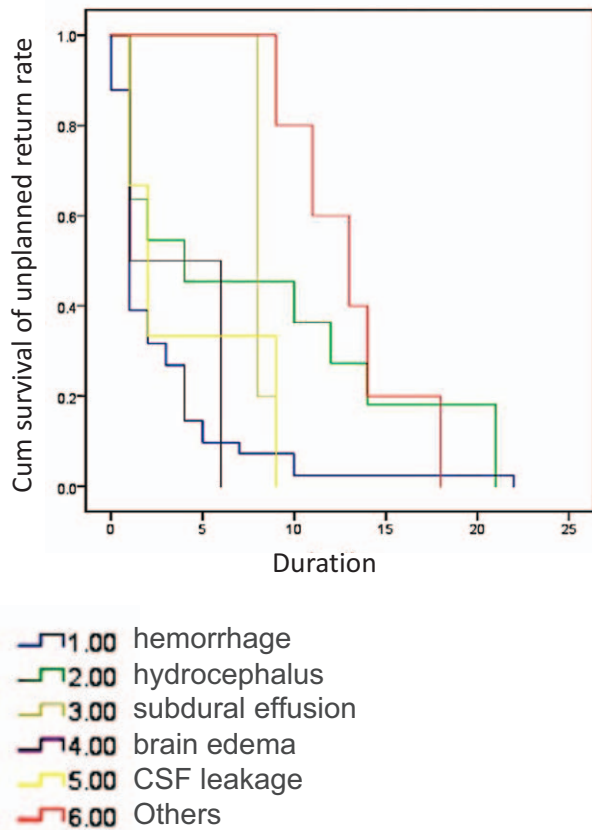 Cum survival of unplanned return rate
1.0
0.8
0.6
0.4
0.2
0.0
0 5 10 15 20 25
Duration
1.00 hemorrhage
2.00 hydrocephalus
3.00 subdural effusion
4.00 brain edema
5.00 CSF leakage
6.00 Others